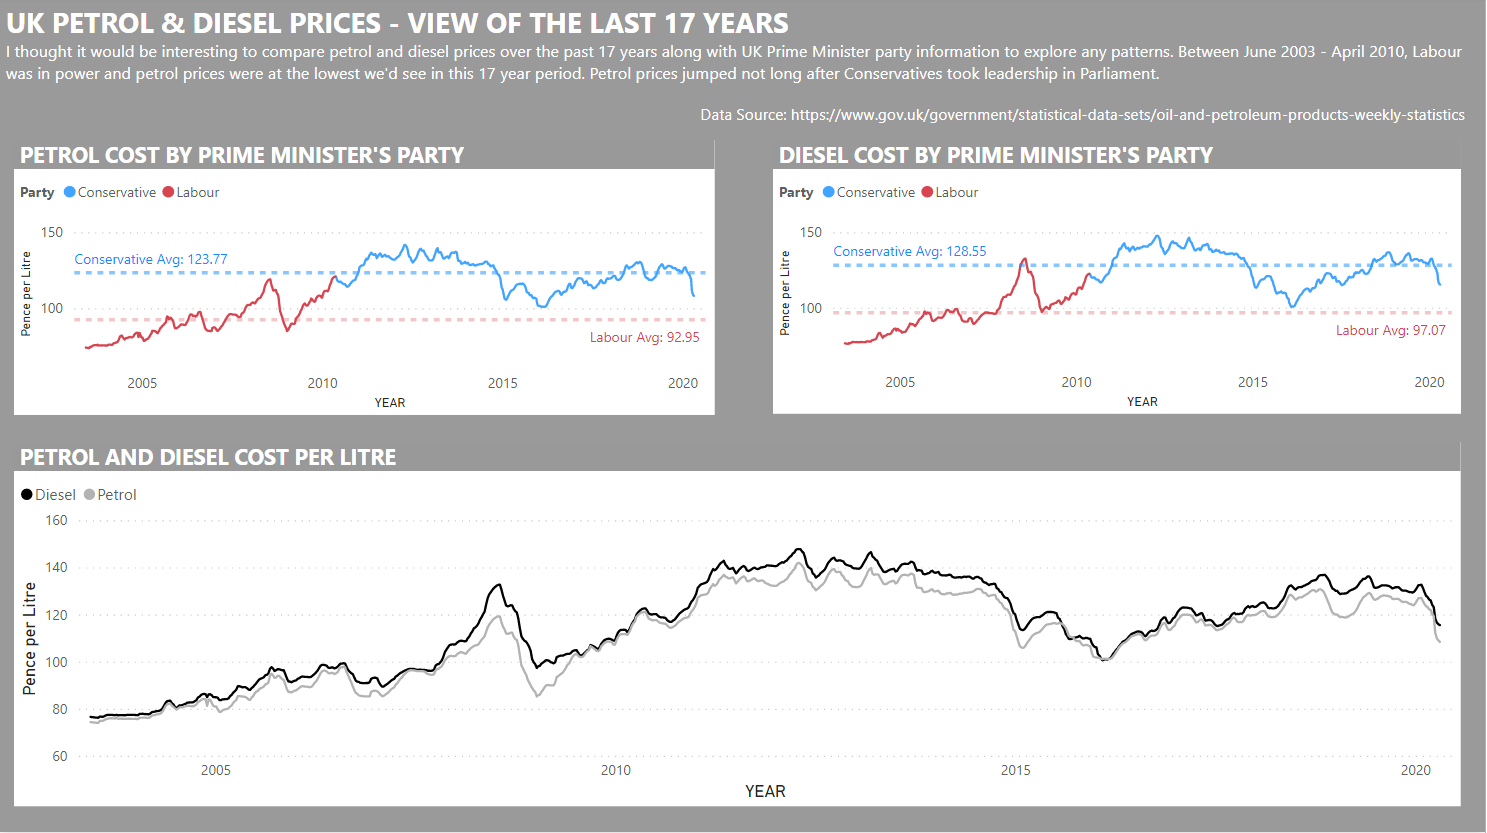 UK PETROL & DIESEL PRICES - VIEW OF THE LAST 17 YEARS
I thought it would be interesting to compare petrol and diesel prices over the past 17 years along with UK Prime Minister party information to explore any patterns. Between June 2003 - April 2010, Labour
was in power and petrol prices were at the lowest we'd see in this 17 year period. Petrol prices jumped not long after Conservatives took leadership in Parliament.
Data Source: https://www.gov.uk/government/statistical-data-sets/oil-and-petroleum-products-weekly-statistics
PETROL COST BY PRIME MINISTER'S PARTY
Party Conservative Labour
Pence per Litre
150
Conservative Avg: 123.77
100
Labour Avg: 92.95
2005 2010 2015 2020
YEAR
DIESEL COST BY PRIME MINISTER'S PARTY
Party Conservative Labour
Pence per Litre
150
Conservative Avg: 128.55
100
Labour Avg: 97.07
2005 2010 2015 2020
YEAR
PETROL AND DIESEL COST PER LITRE
Diesel Petrol
Pence per Litre
160
140
120
100
80
60
2005 2010 2015 2020
YEAR